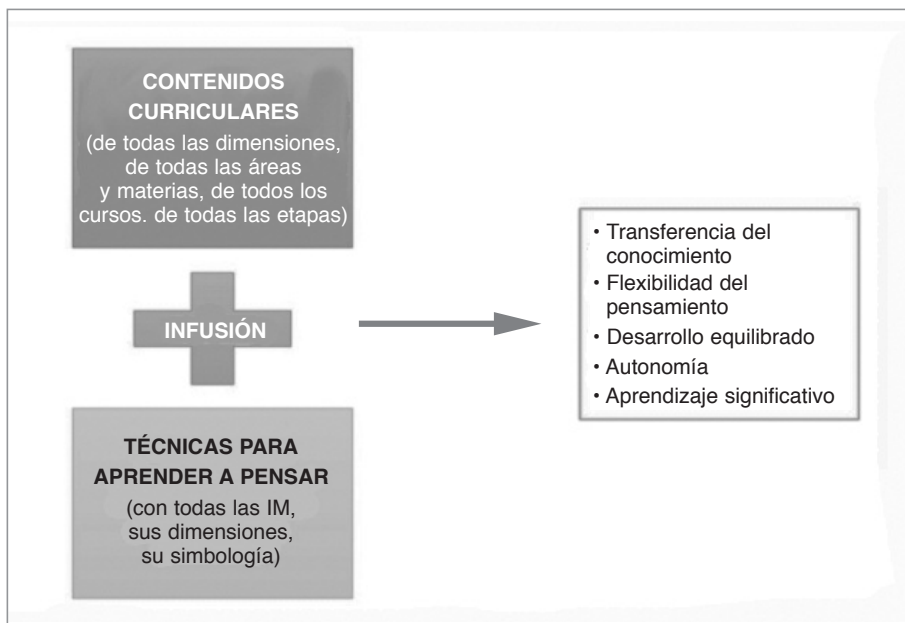 CONTENIDOS
CURRICULARES
(de todas las dimensiones,
de todas las áreas
y materias, de todos los
cursos. de todas las etapas)
INFUSIÓN
TÉCNICAS PARA
APRENDER A PENSAR
(con todas las IM,
sus dimensiones,
su simbología)
• Transferencia del
conocimiento
• Flexibilidad del
pensamiento
• Desarrollo equilibrado
• Autonomía
• Aprendizaje significativo